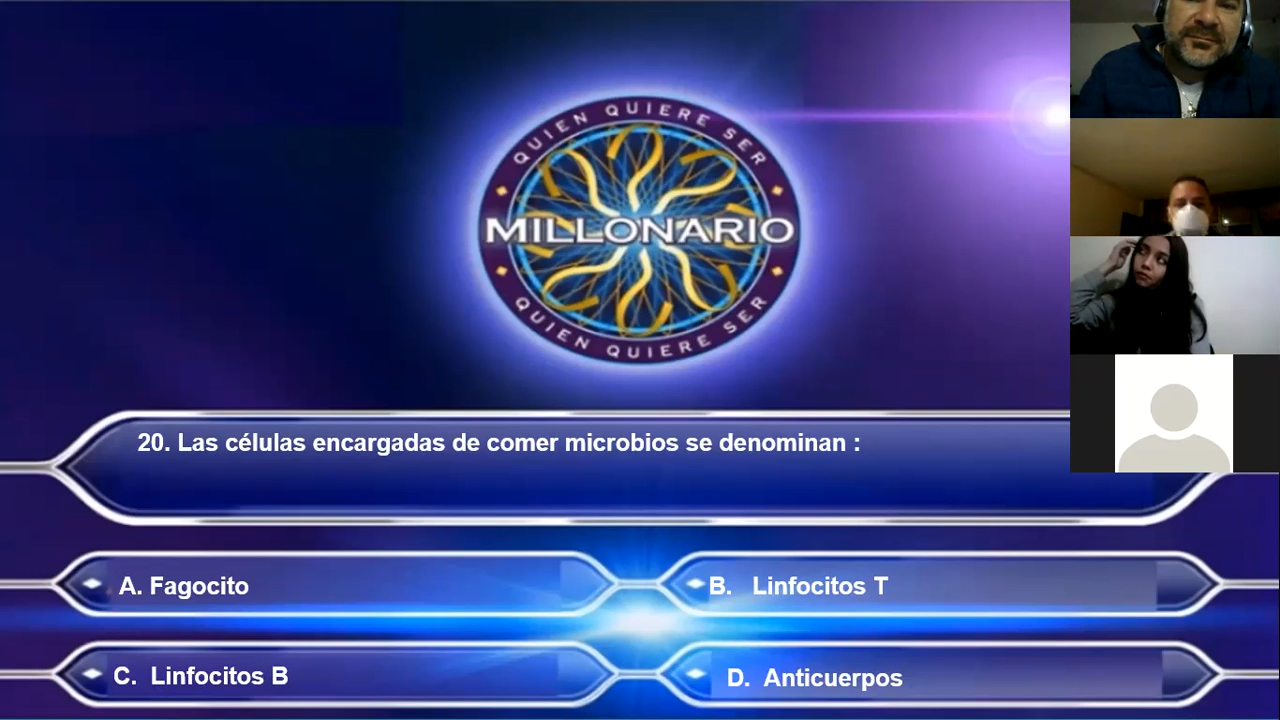 QUIEN QUIERE SER
MILLONARIO
QUIEN QUIERE SER
20. Las células encargadas de comer microbios se denominan :
A. Fagocito
B. Linfocitos T
C. Linfocitos B
D. Anticuerpos